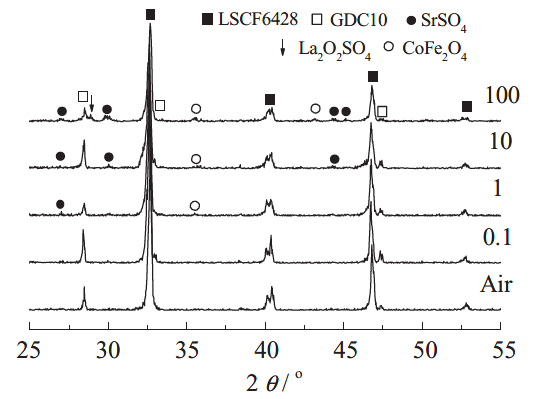 ■ LSCF6428 □ GDC10 ● SrSO₄
↓ La₂O₂SO₄ ○ CoFe₂O₄
100
10
1
0.1
Air
25 30 35 40 45 50 55
2 θ / °